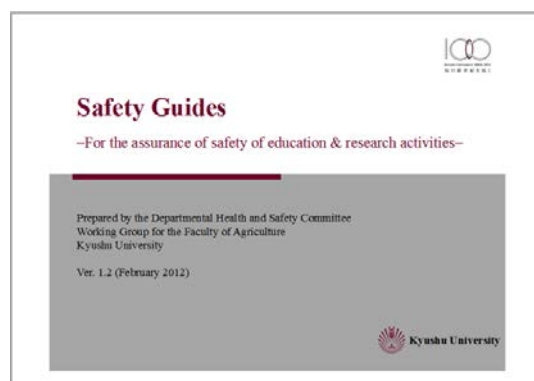 100
Safety Guides
–For the assurance of safety of education & research activities–
Prepared by the Departmental Health and Safety Committee
Working Group for the Faculty of Agriculture
Kyushu University
Ver. 1.2 (February 2012)
Kyushu University